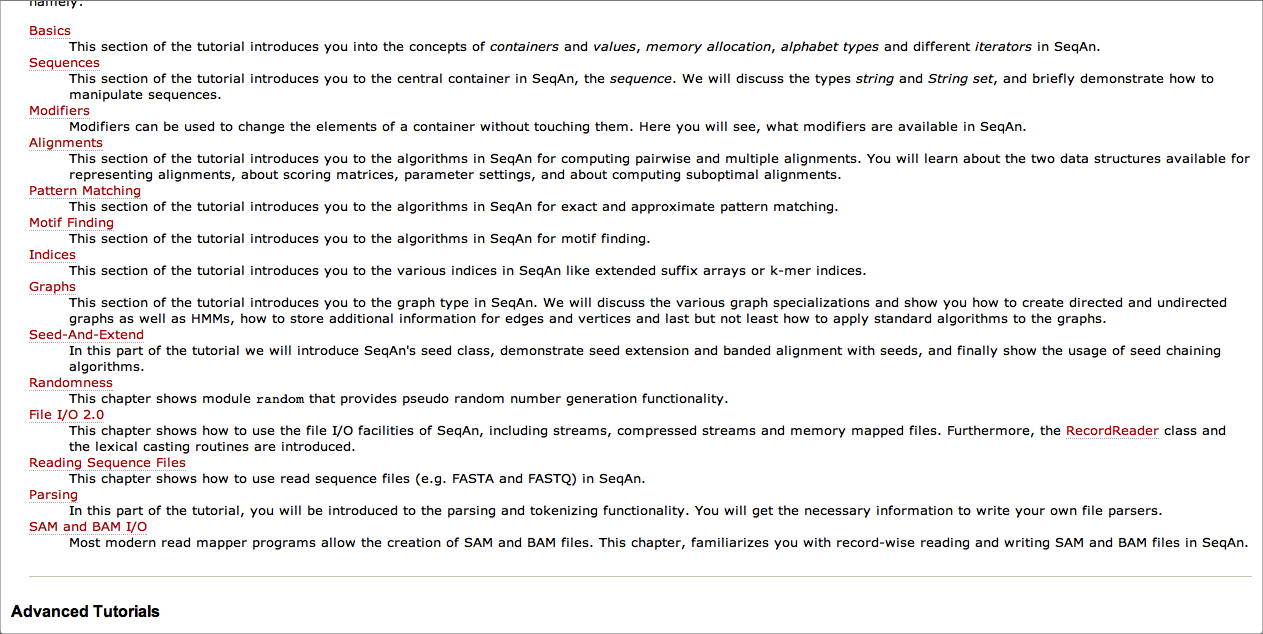 namely:
Basics
This section of the tutorial introduces you into the concepts of containers and values, memory allocation, alphabet types and different iterators in SeqAn.
Sequences
This section of the tutorial introduces you to the central container in SeqAn, the sequence. We will discuss the types string and String set, and briefly demonstrate how to
manipulate sequences.
Modifiers
Modifiers can be used to change the elements of a container without touching them. Here you will see, what modifiers are available in SeqAn.
Alignments
This section of the tutorial introduces you to the algorithms in SeqAn for computing pairwise and multiple alignments. You will learn about the two data structures available for
representing alignments, about scoring matrices, parameter settings, and about computing suboptimal alignments.
Pattern Matching
This section of the tutorial introduces you to the algorithms in SeqAn for exact and approximate pattern matching.
Motif Finding
This section of the tutorial introduces you to the algorithms in SeqAn for motif finding.
Indices
This section of the tutorial introduces you to the various indices in SeqAn like extended suffix arrays or k-mer indices.
Graphs
This section of the tutorial introduces you to the graph type in SeqAn. We will discuss the various graph specializations and show you how to create directed and undirected
graphs as well as HMMs, how to store additional information for edges and vertices and last but not least how to apply standard algorithms to the graphs.
Seed-And-Extend
In this part of the tutorial we will introduce SeqAn's seed class, demonstrate seed extension and banded alignment with seeds, and finally show the usage of seed chaining
algorithms.
Randomness
This chapter shows module random that provides pseudo random number generation functionality.
File I/O 2.0
This chapter shows how to use the file I/O facilities of SeqAn, including streams, compressed streams and memory mapped files. Furthermore, the RecordReader class and
the lexical casting routines are introduced.
Reading Sequence Files
This chapter shows how to use read sequence files (e.g. FASTA and FASTQ) in SeqAn.
Parsing
In this part of the tutorial, you will be introduced to the parsing and tokenizing functionality. You will get the necessary information to write your own file parsers.
SAM and BAM I/O
Most modern read mapper programs allow the creation of SAM and BAM files. This chapter, familiarizes you with record-wise reading and writing SAM and BAM files in SeqAn.
Advanced Tutorials